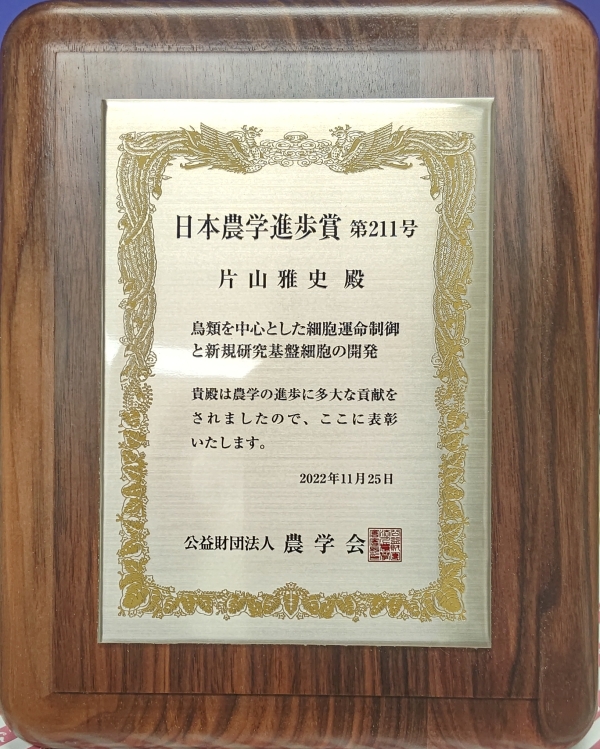 日本農学進歩賞 第211号
片山雅史 殿
鳥類を中心とした細胞運命制御
と新規研究基盤細胞の開発
貴殿は農学の進歩に多大な貢献を
されましたので、ここに表彰
いたします。
2022年11月25日
公益財団法人 農学会